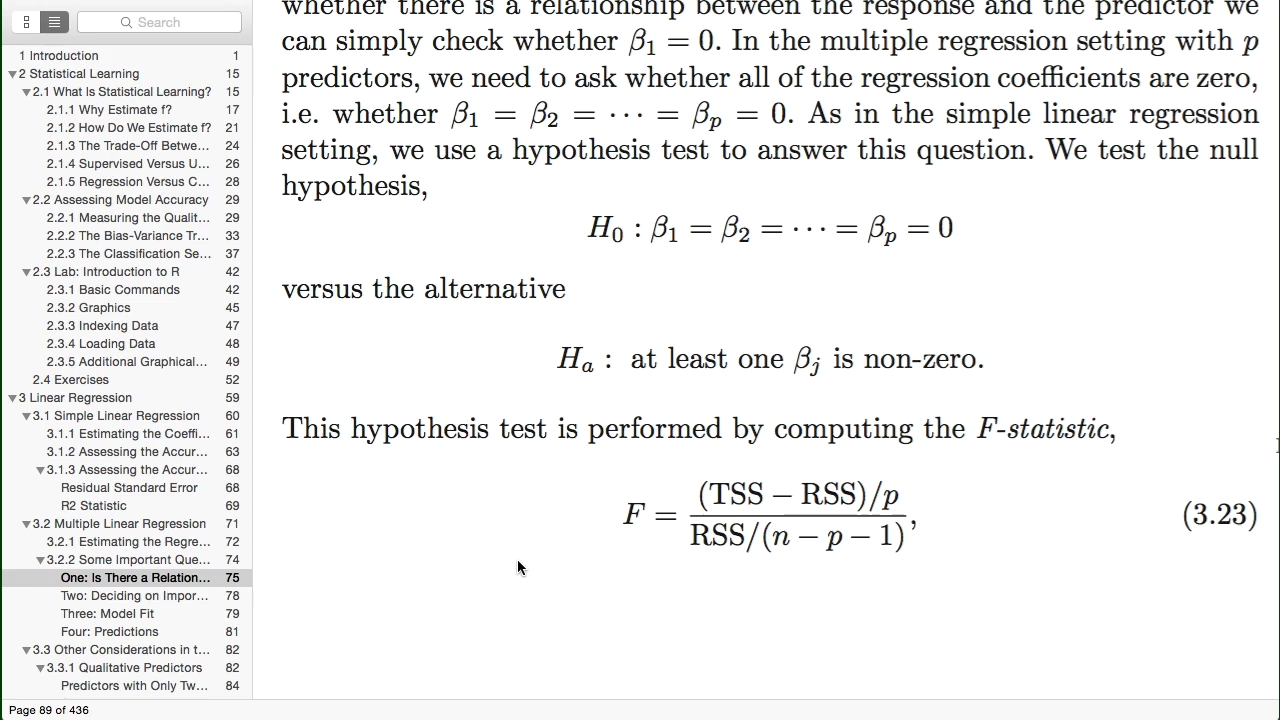 Search
1 Introduction 1
2 Statistical Learning 15
2.1 What Is Statistical Learning? 15
2.1.1 Why Estimate f? 17
2.1.2 How Do We Estimate f? 21
2.1.3 The Trade-Off Betwe... 24
2.1.4 Supervised Versus U... 26
2.1.5 Regression Versus C... 28
2.2 Assessing Model Accuracy 29
2.2.1 Measuring the Qualit... 29
2.2.2 The Bias-Variance Tr... 33
2.2.3 The Classification Se... 37
2.3 Lab: Introduction to R 42
2.3.1 Basic Commands 42
2.3.2 Graphics 45
2.3.3 Indexing Data 47
2.3.4 Loading Data 48
2.3.5 Additional Graphical... 49
2.4 Exercises 52
3 Linear Regression 59
3.1 Simple Linear Regression 60
3.1.1 Estimating the Coeffi... 61
3.1.2 Assessing the Accur... 63
3.1.3 Assessing the Accur... 68
Residual Standard Error 68
R2 Statistic 69
3.2 Multiple Linear Regression 71
3.2.1 Estimating the Regre... 72
3.2.2 Some Important Que... 74
One: Is There a Relation... 75
Two: Deciding on Impor... 78
Three: Model Fit 79
Four: Predictions 81
3.3 Other Considerations in t... 82
3.3.1 Qualitative Predictors 82
Predictors with Only Tw... 84
Page 89 of 436
whether there is a relationship between the response and the predictor we
can simply check whether β₁ = 0. In the multiple regression setting with p
predictors, we need to ask whether all of the regression coefficients are zero,
i.e. whether β₁ = β₂ = ··· = βₚ = 0. As in the simple linear regression
setting, we use a hypothesis test to answer this question. We test the null
hypothesis,
H₀ : β₁ = β₂ = ··· = βₚ = 0
versus the alternative
Hₐ : at least one βⱼ is non-zero.
This hypothesis test is performed by computing the F-statistic,
F = (TSS − RSS)/p
RSS/(n − p − 1), (3.23)